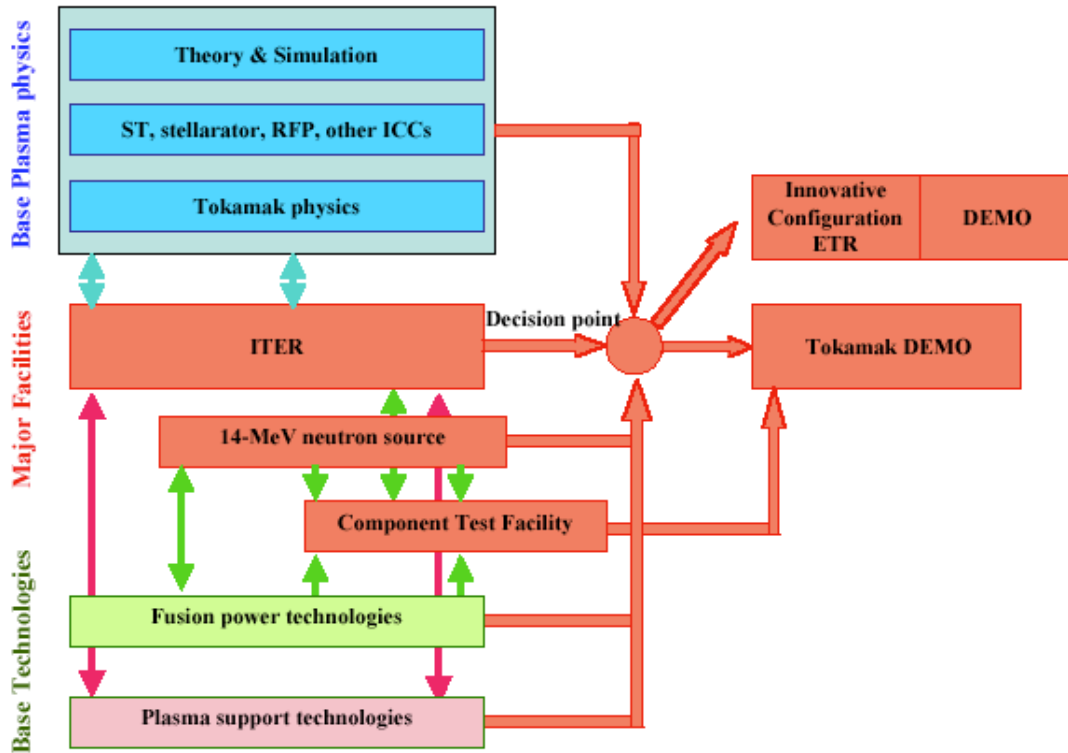 Base Plasma physics
Theory & Simulation
ST, stellarator, RFP, other ICCs
Tokamak physics
Innovative
Configuration
ETR
DEMO
Major Facilities
ITER
Decision point
Tokamak DEMO
14-MeV neutron source
Component Test Facility
Base Technologies
Fusion power technologies
Plasma support technologies